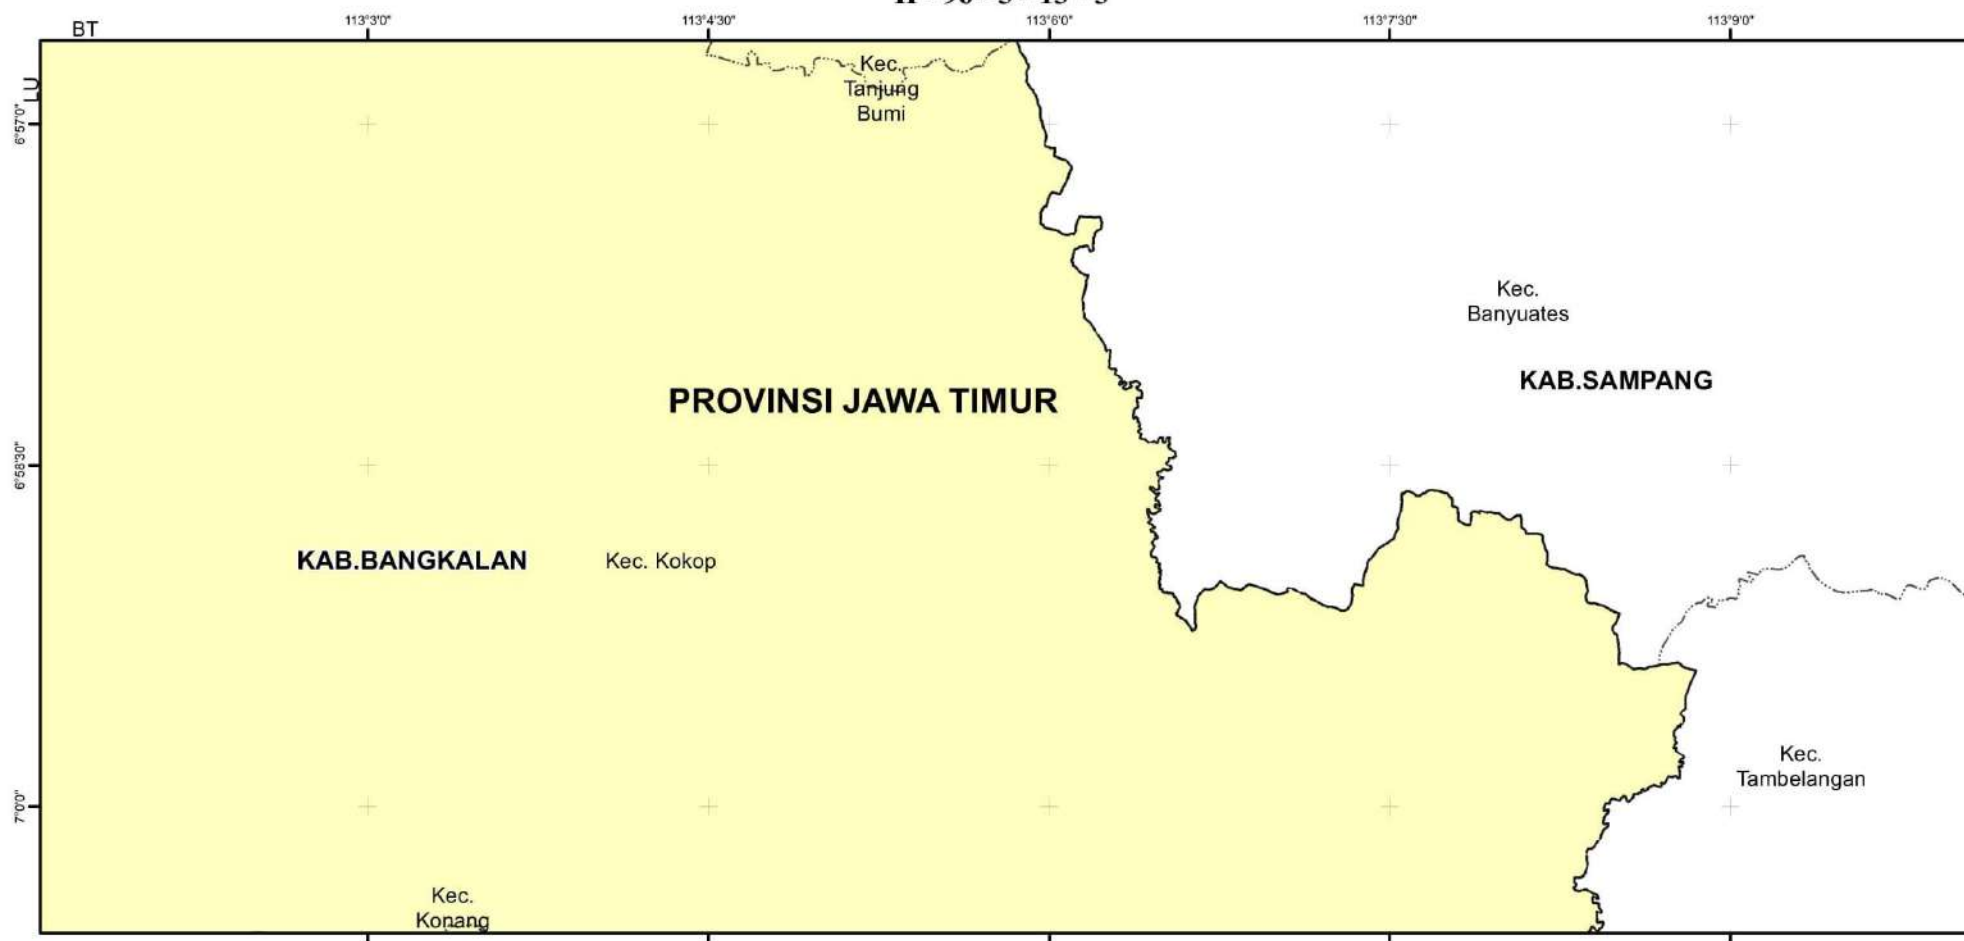 BT
113°3'0"
113°4'30"
113°6'0"
113°7'30"
113°9'0"
LU
6°57'0"
6°58'30"
7°0'0"
Kec.
Tanjung
Bumi
Kec.
Banyuates
KAB.SAMPANG
PROVINSI JAWA TIMUR
KAB.BANGKALAN
Kec. Kokop
Kec.
Tambelangan
Kec.
Konang